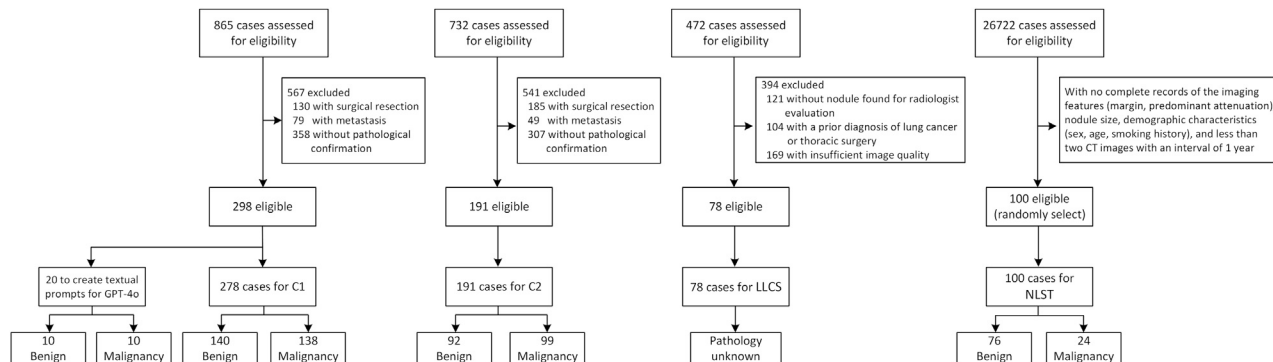 865 cases assessed
for eligibility
567 excluded
130 with surgical resection
79 with metastasis
358 without pathological
confirmation
298 eligible
20 to create textual
prompts for GPT-4o
10
Benign
10
Malignancy
278 cases for C1
140
Benign
138
Malignancy
732 cases assessed
for eligibility
541 excluded
185 with surgical resection
49 with metastasis
307 without pathological
confirmation
191 eligible
191 cases for C2
92
Benign
99
Malignancy
472 cases assessed
for eligibility
394 excluded
121 without nodule found for radiologist
evaluation
104 with a prior diagnosis of lung cancer
or thoracic surgery
169 with insufficient image quality
78 eligible
78 cases for LLCS
Pathology
unknown
26722 cases assessed
for eligibility
With no complete records of the imaging
features (margin, predominant attenuation)
nodule size, demographic characteristics
(sex, age, smoking history), and less than
two CT images with an interval of 1 year
100 eligible
(randomly select)
100 cases for
NLST
76
Benign
24
Malignancy